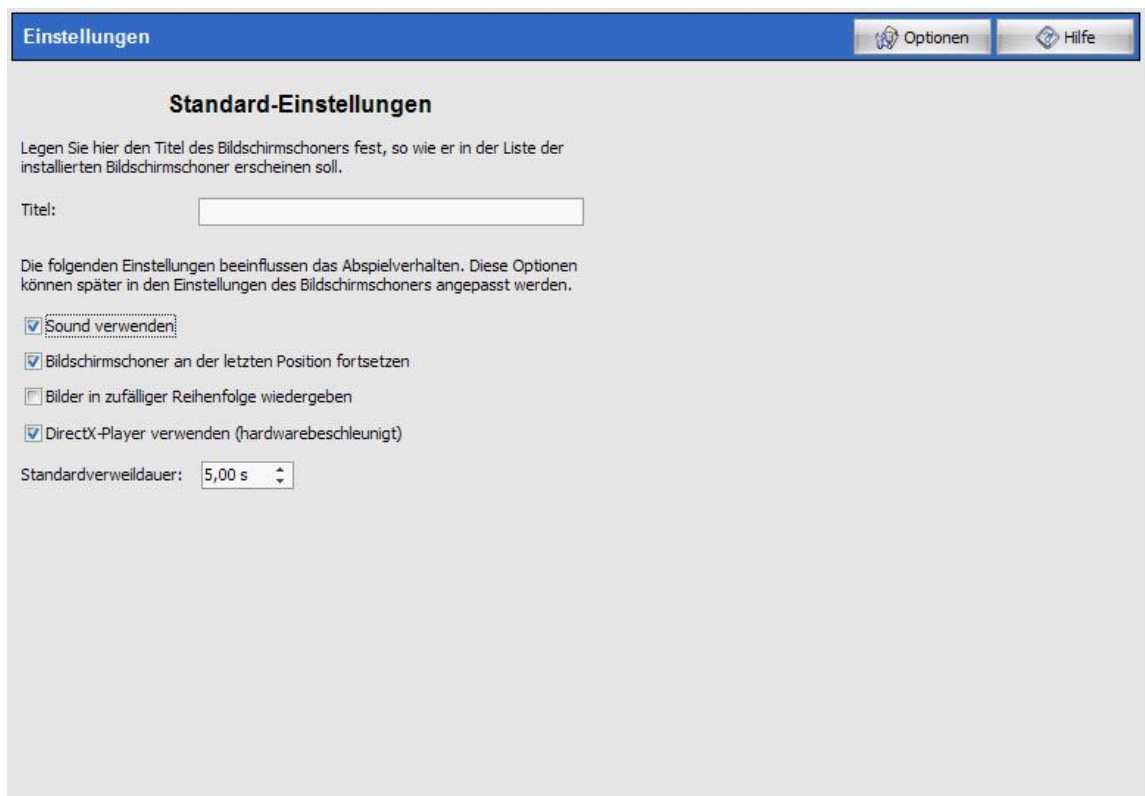 Einstellungen
Optionen
Hilfe
Standard-Einstellungen
Legen Sie hier den Titel des Bildschirmschoners fest, so wie er in der Liste der
installierten Bildschirmschoner erscheinen soll.
Titel:
Die folgenden Einstellungen beeinflussen das Abspielverhalten. Diese Optionen
können später in den Einstellungen des Bildschirmschoners angepasst werden.
Sound verwenden
Bildschirmschoner an der letzten Position fortsetzen
Bilder in zufälliger Reihenfolge wiedergeben
DirectX-Player verwenden (hardwarebeschleunigt)
Standardverweildauer: 5,00 s